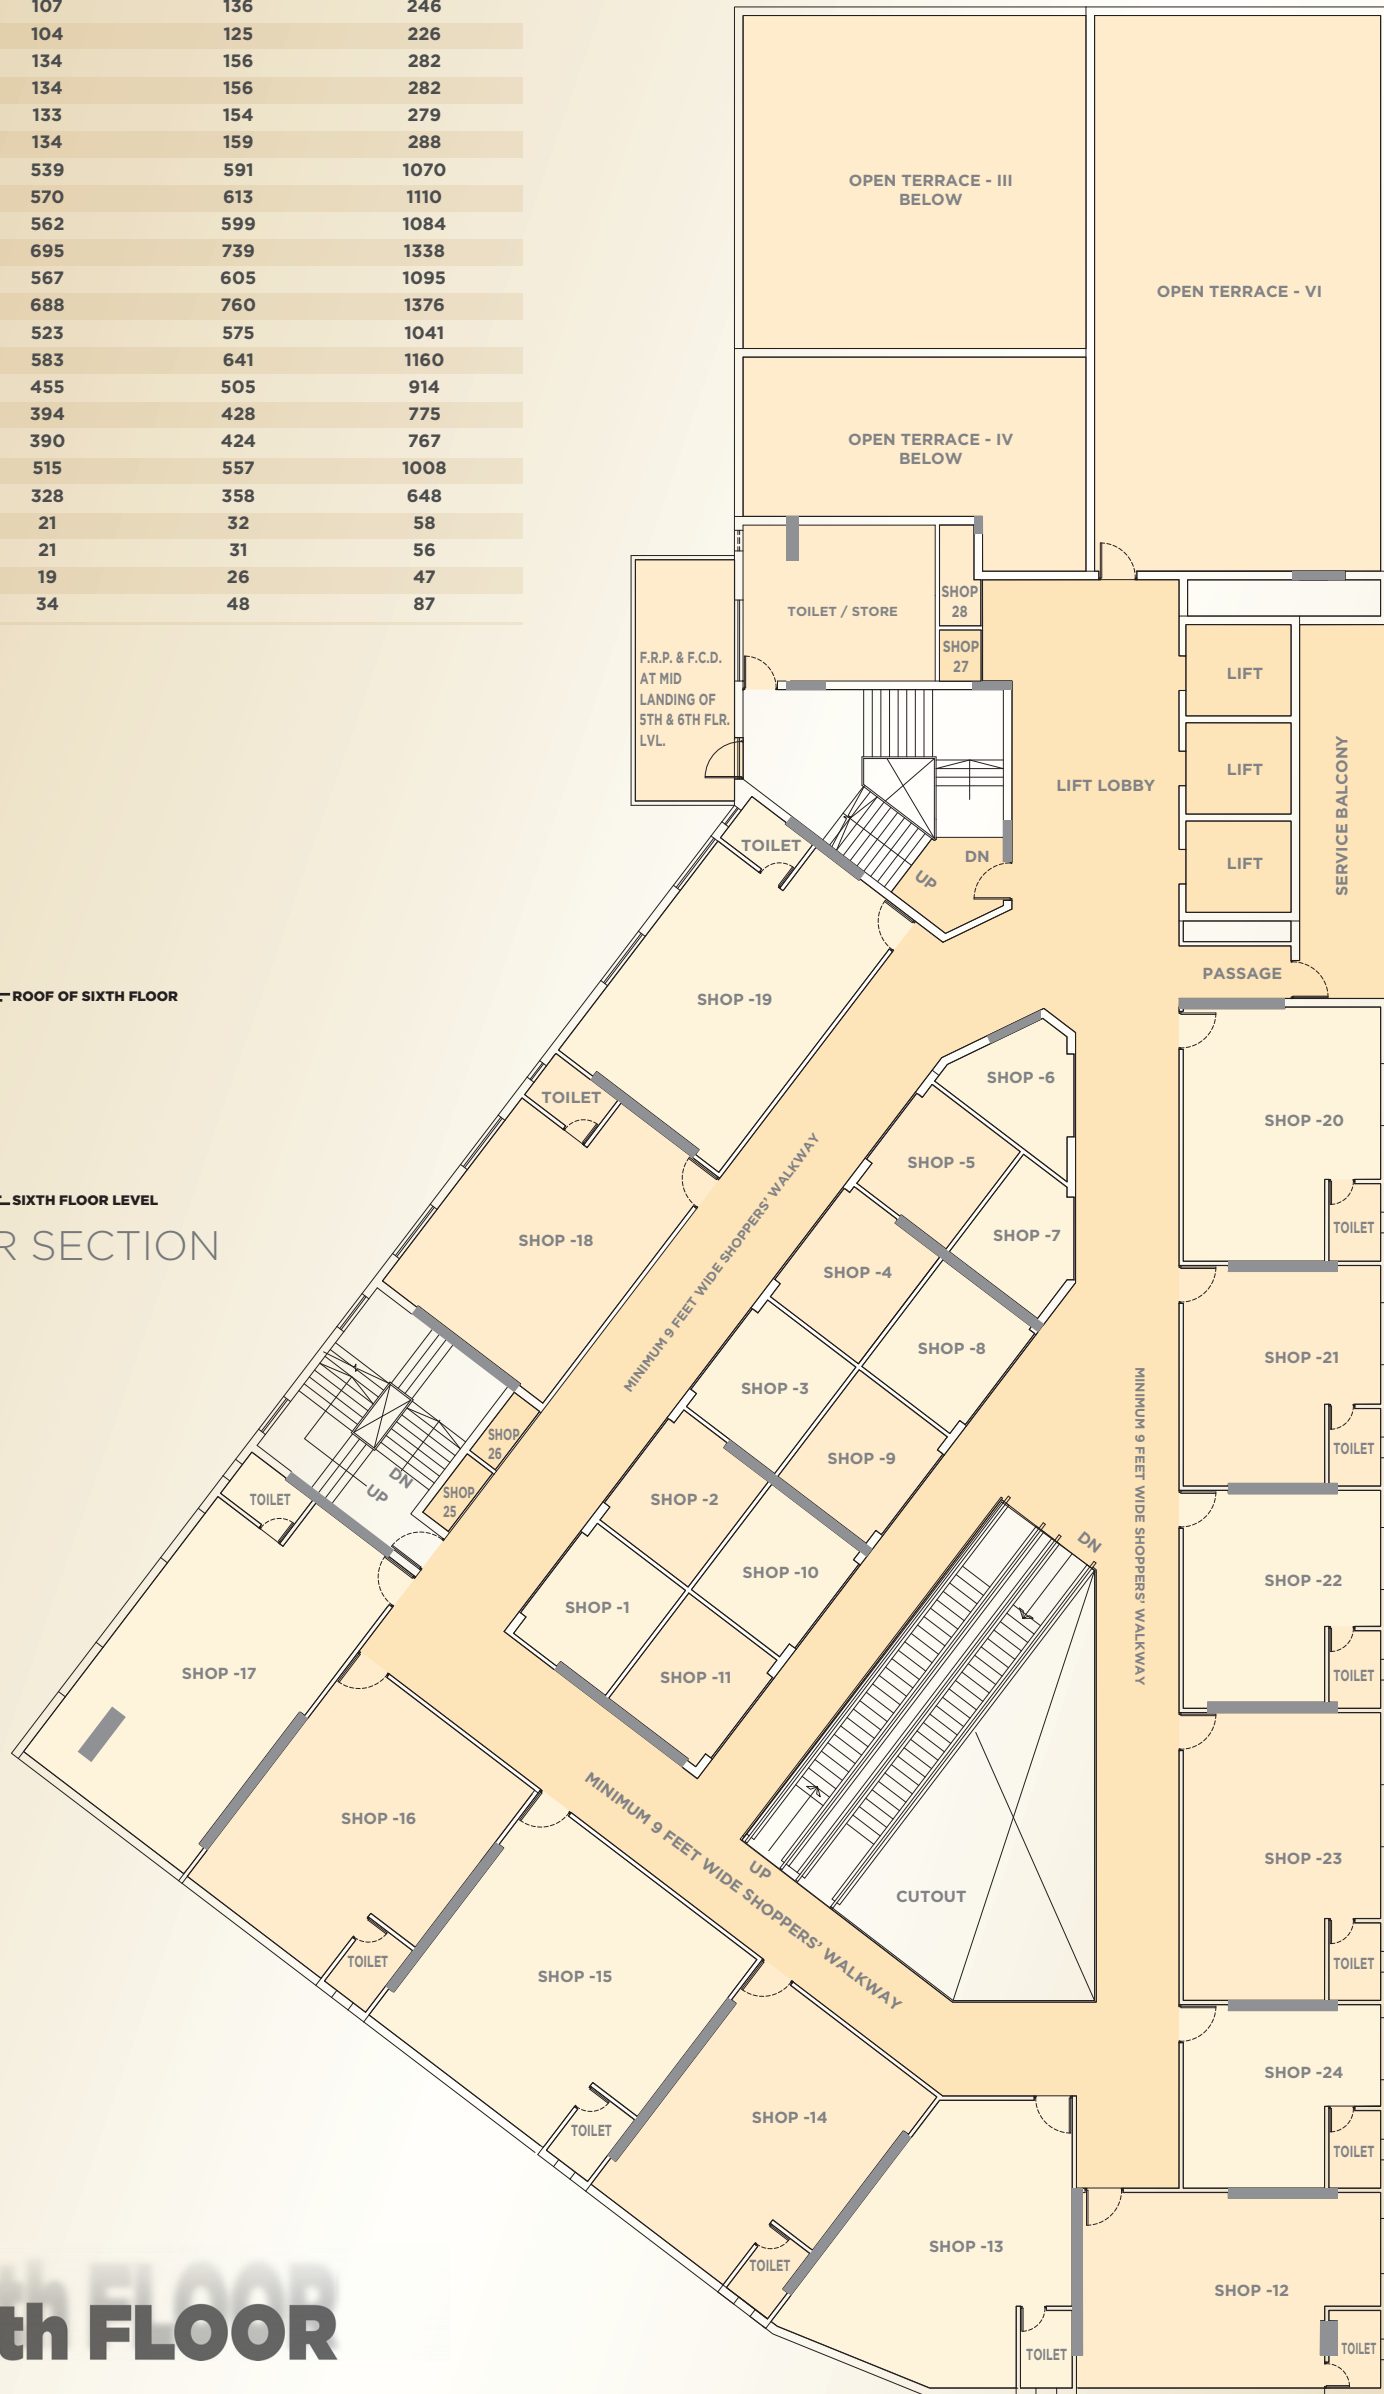 107 136 246
104 125 226
134 156 282
134 156 282
133 154 279
134 159 288
539 591 1070
570 613 1110
562 599 1084
695 739 1338
567 605 1095
688 760 1376
523 575 1041
583 641 1160
455 505 914
394 428 775
390 424 767
515 557 1008
328 358 648
21 32 58
21 31 56
19 26 47
34 48 87
OPEN TERRACE - III
BELOW
OPEN TERRACE - VI
OPEN TERRACE - IV
BELOW
TOILET / STORE
SHOP
28
SHOP
27
F.R.P. & F.C.D.
AT MID
LANDING OF
5TH & 6TH FLR.
LVL.
LIFT
LIFT
LIFT
LIFT LOBBY
SERVICE BALCONY
TOILET
DN
UP
PASSAGE
ROOF OF SIXTH FLOOR
SHOP -19
SHOP -6
TOILET
SHOP -20
SHOP -5
SIXTH FLOOR LEVEL
R SECTION
MINIMUM 9 FEET WIDE SHOPPERS' WALKWAY
SHOP -18
SHOP -7
TOILET
SHOP -4
SHOP -8
SHOP -21
SHOP -3
SHOP
26
SHOP -9
TOILET
DN
UP
SHOP
25
TOILET
SHOP -2
MINIMUM 9 FEET WIDE SHOPPERS' WALKWAY
DN
SHOP -10
SHOP -22
SHOP -1
SHOP -17
SHOP -11
TOILET
SHOP -16
MINIMUM 9 FEET WIDE SHOPPERS' WALKWAY
SHOP -23
UP
CUTOUT
TOILET
TOILET
SHOP -15
SHOP -24
SHOP -14
TOILET
TOILET
SHOP -13
TOILET
SHOP -12
TOILET
TOILET
th FLOOR